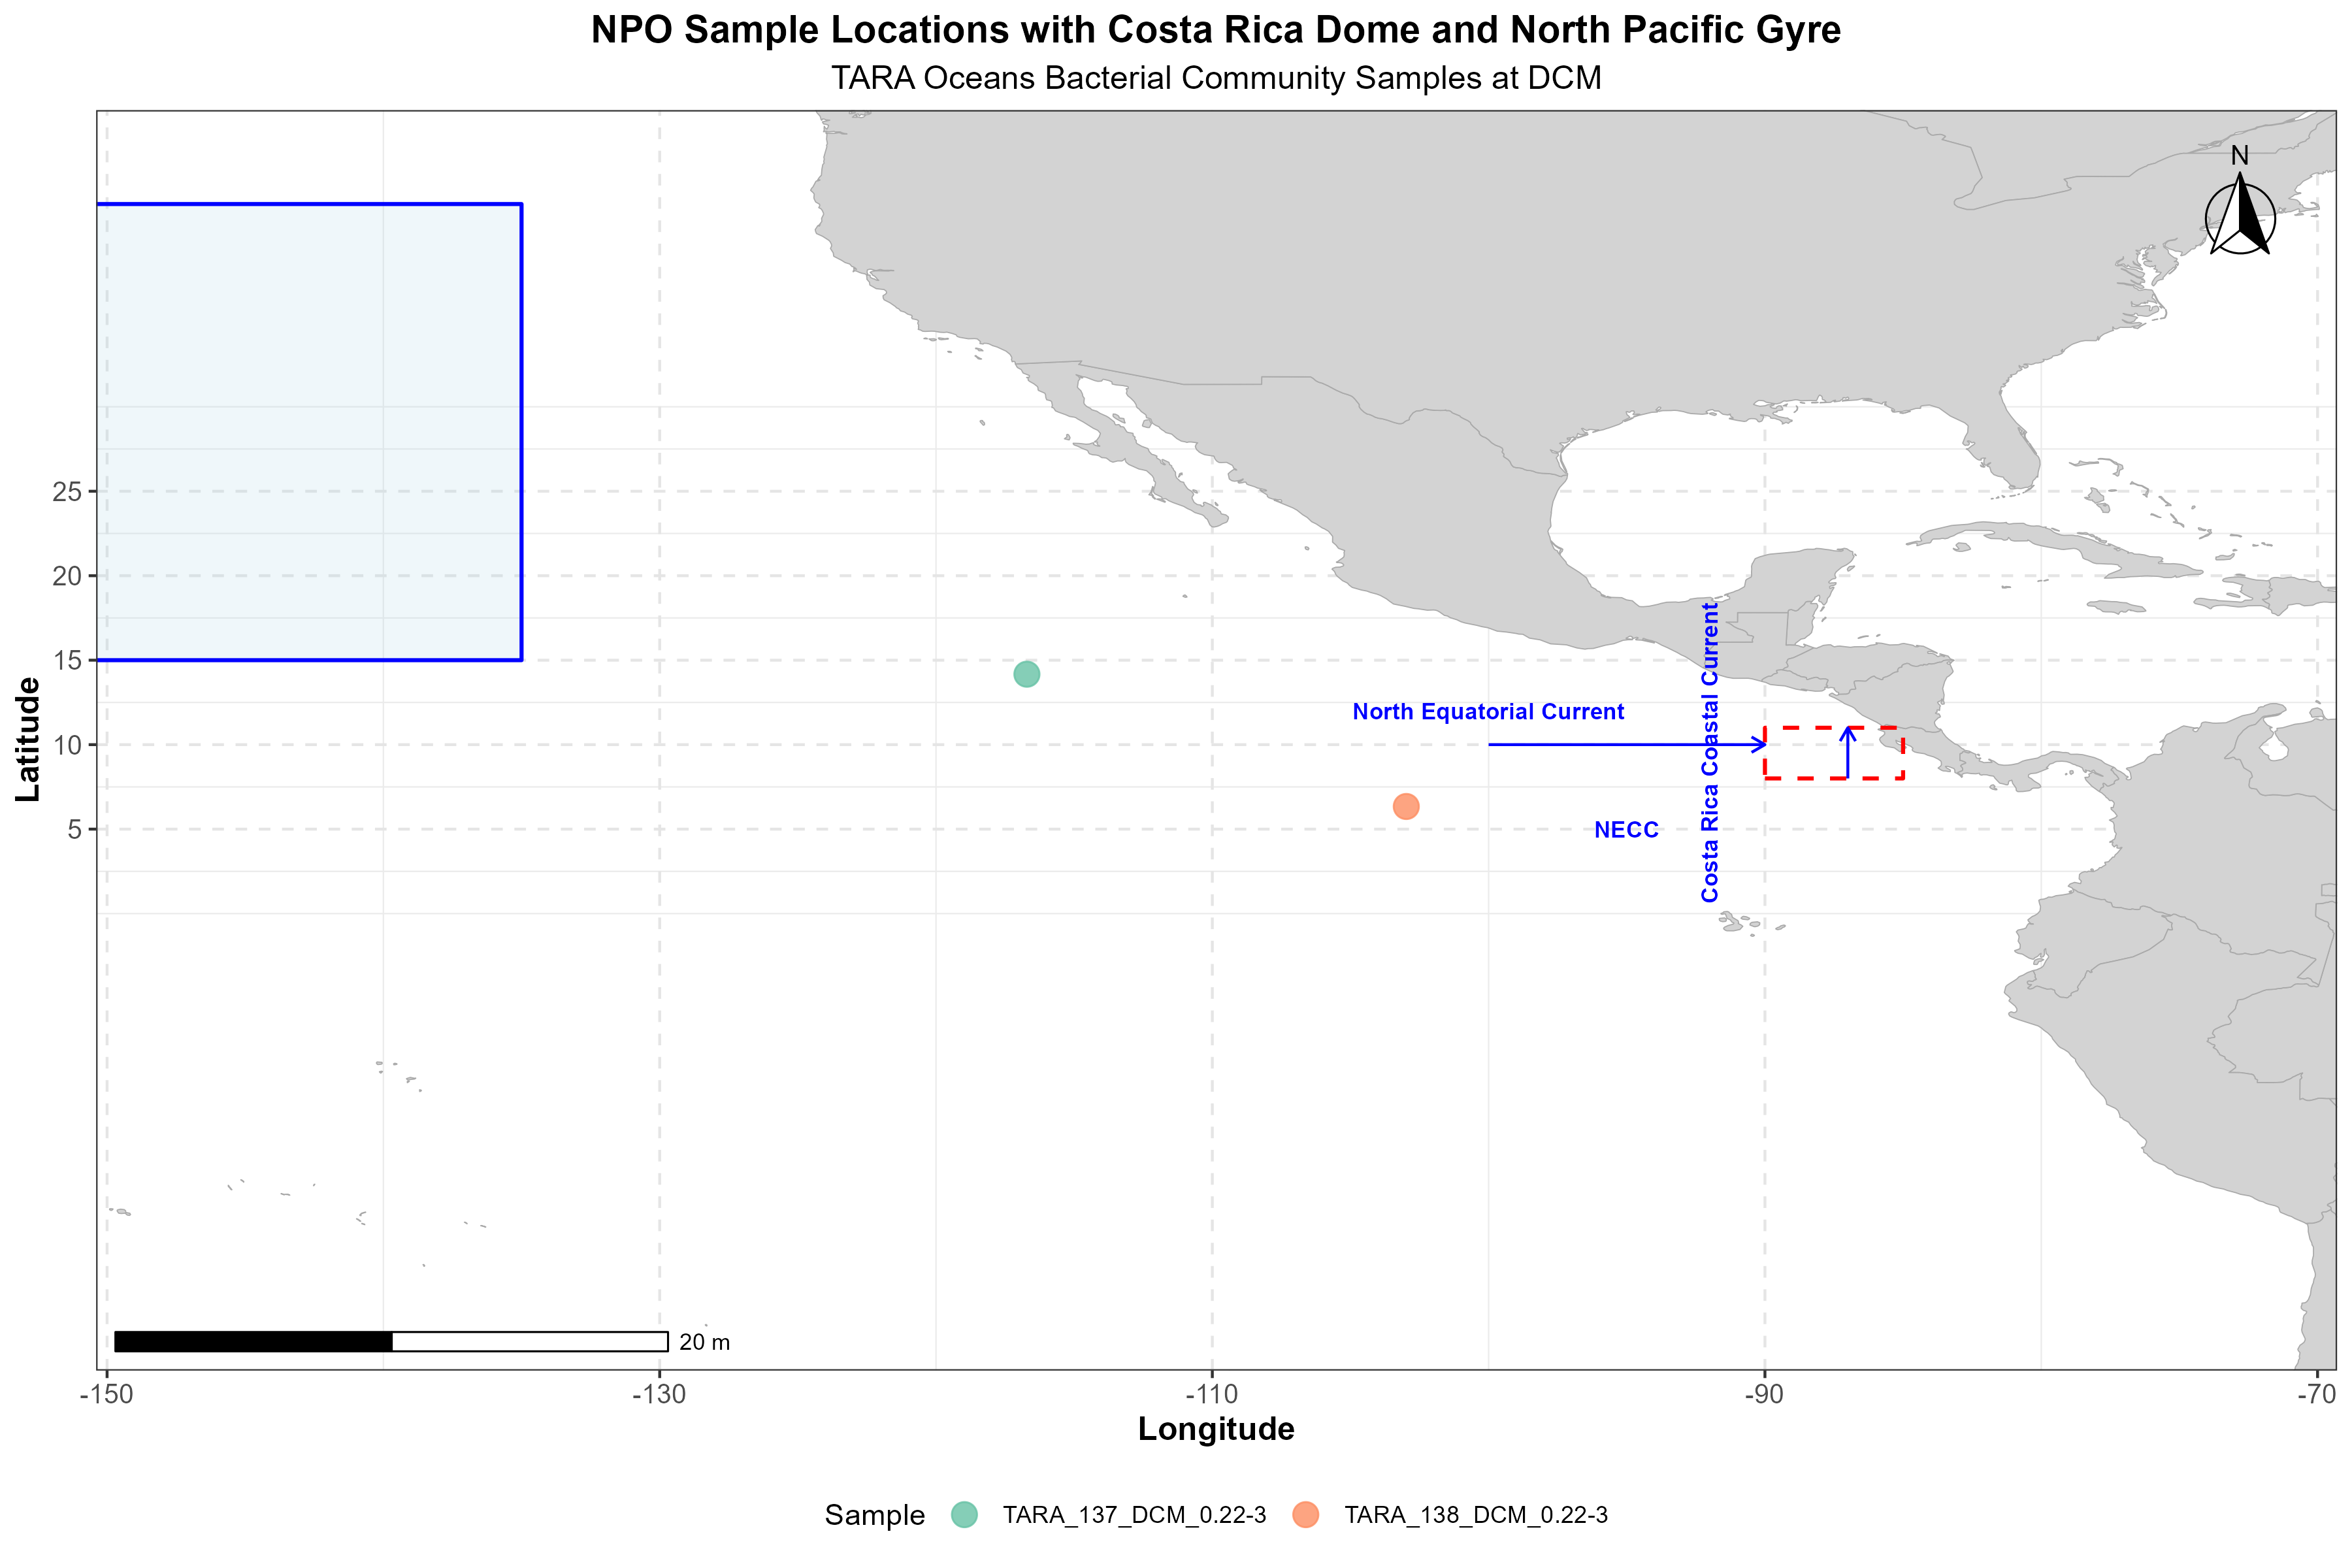 NPO Sample Locations with Costa Rica Dome and North Pacific Gyre
TARA Oceans Bacterial Community Samples at DCM
N
Latitude
25
20
15
10
5
North Equatorial Current
Costa Rica Coastal Current
NECC
20 m
-150
-130
-110
-90
-70
Longitude
Sample
TARA_137_DCM_0.22-3
TARA_138_DCM_0.22-3